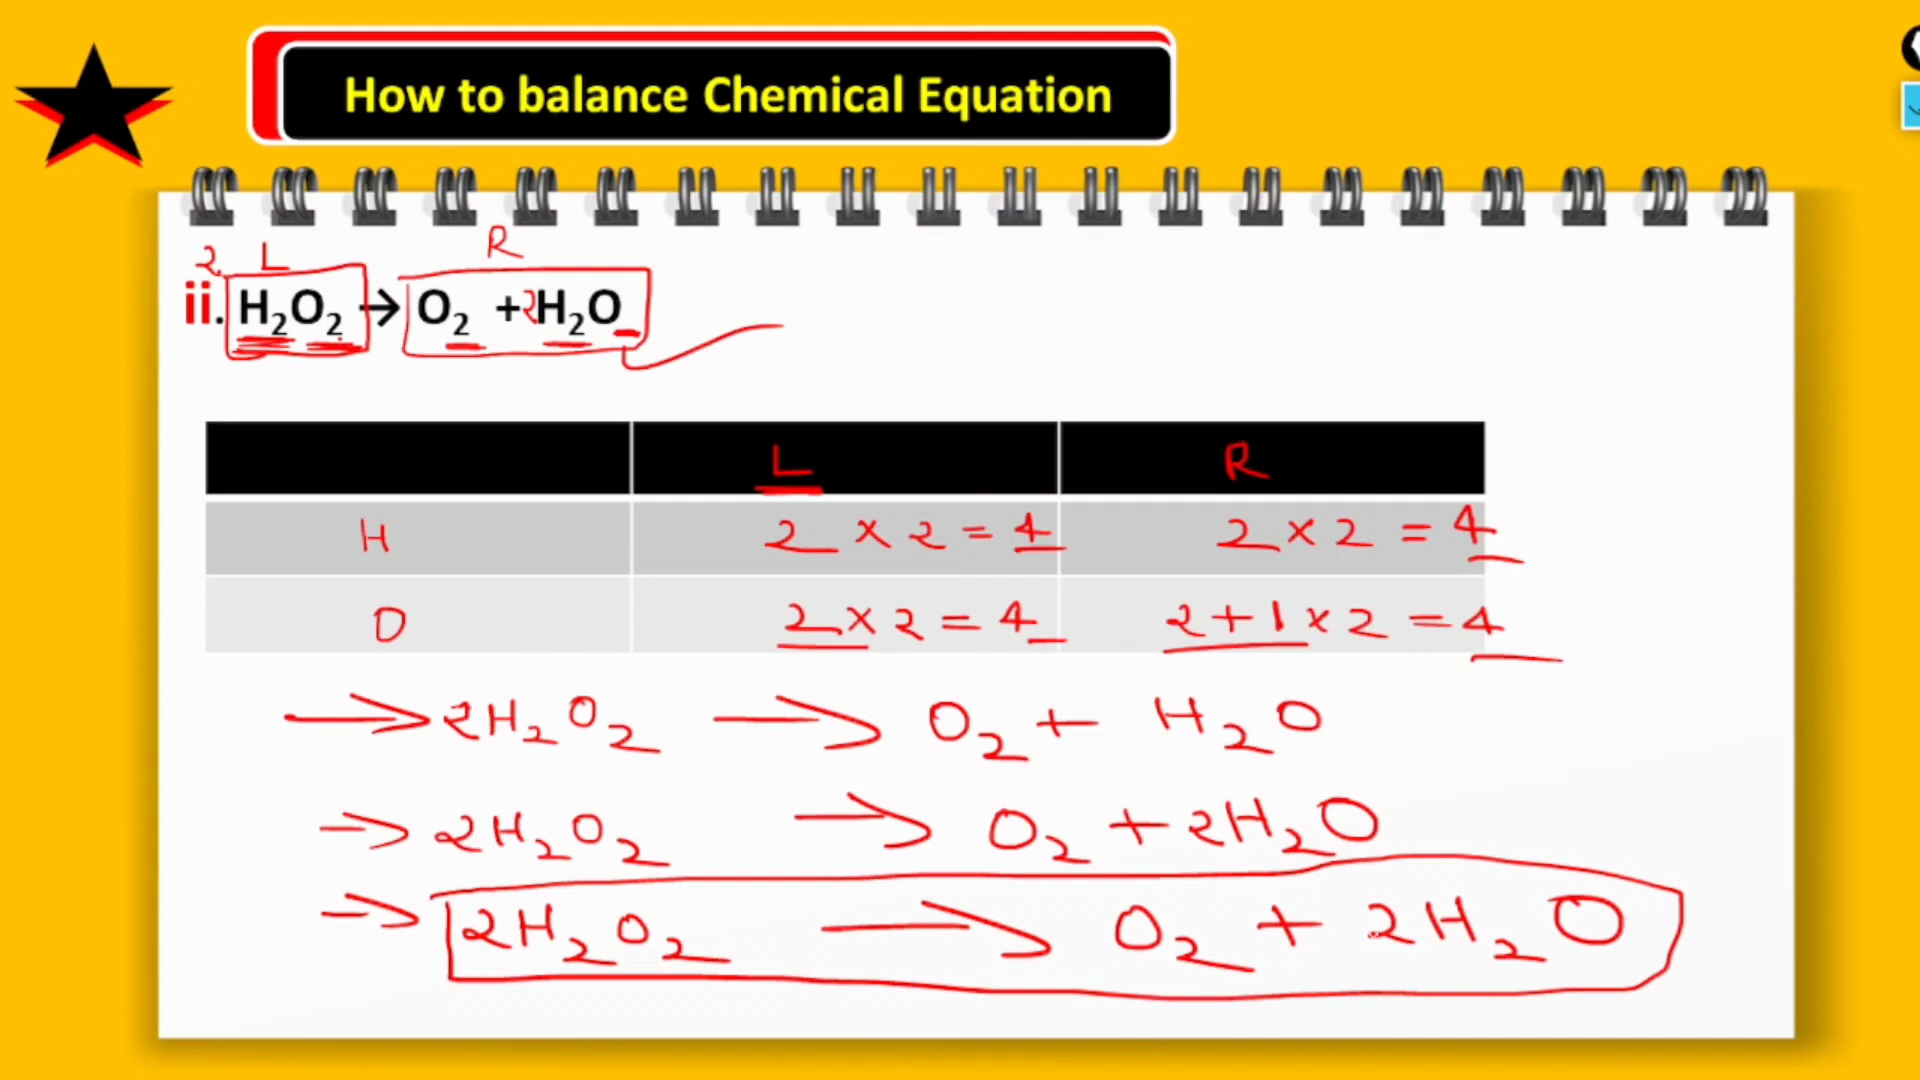 How to balance Chemical Equation
2 L R
ii. H₂O₂ → O₂ + 2H₂O
L R
H 2 × 2 = 4 2 × 2 = 4
O 2 × 2 = 4 2 + 1 × 2 = 4
→ 2H₂O₂ → O₂ + H₂O
→ 2H₂O₂ → O₂ + 2H₂O
→ 2H₂O₂ → O₂ + 2H₂O